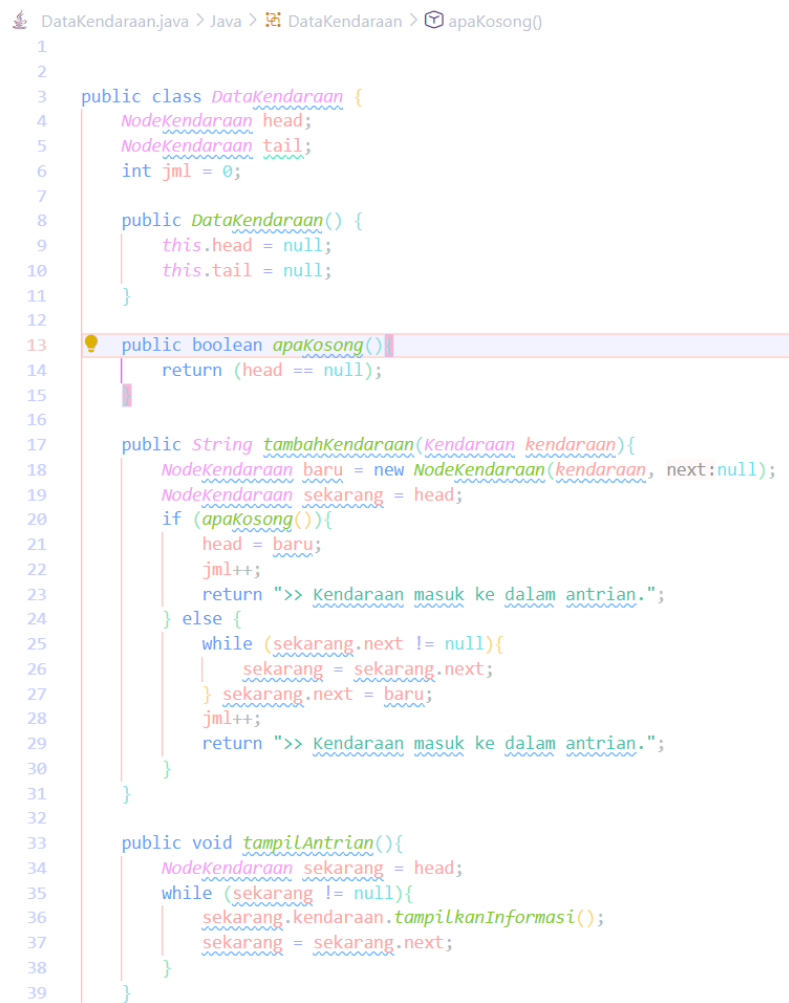 DataKendaraan.java > Java > DataKendaraan > apaKosong()
1
2
3 public class DataKendaraan {
4     NodeKendaraan head;
5     NodeKendaraan tail;
6     int jml = 0;
7
8     public DataKendaraan() {
9         this.head = null;
10         this.tail = null;
11     }
12
13     public boolean apaKosong(){
14         return (head == null);
15     }
16
17     public String tambahKendaraan(Kendaraan kendaraan){
18         NodeKendaraan baru = new NodeKendaraan(kendaraan, next:null);
19         NodeKendaraan sekarang = head;
20         if (apaKosong()){
21             head = baru;
22             jml++;
23             return ">> Kendaraan masuk ke dalam antrian.";
24         } else {
25             while (sekarang.next != null){
26                 sekarang = sekarang.next;
27             } sekarang.next = baru;
28             jml++;
29             return ">> Kendaraan masuk ke dalam antrian.";
30         }
31     }
32
33     public void tampilAntrian(){
34         NodeKendaraan sekarang = head;
35         while (sekarang != null){
36             sekarang.kendaraan.tampilkanInformasi();
37             sekarang = sekarang.next;
38         }
39     }